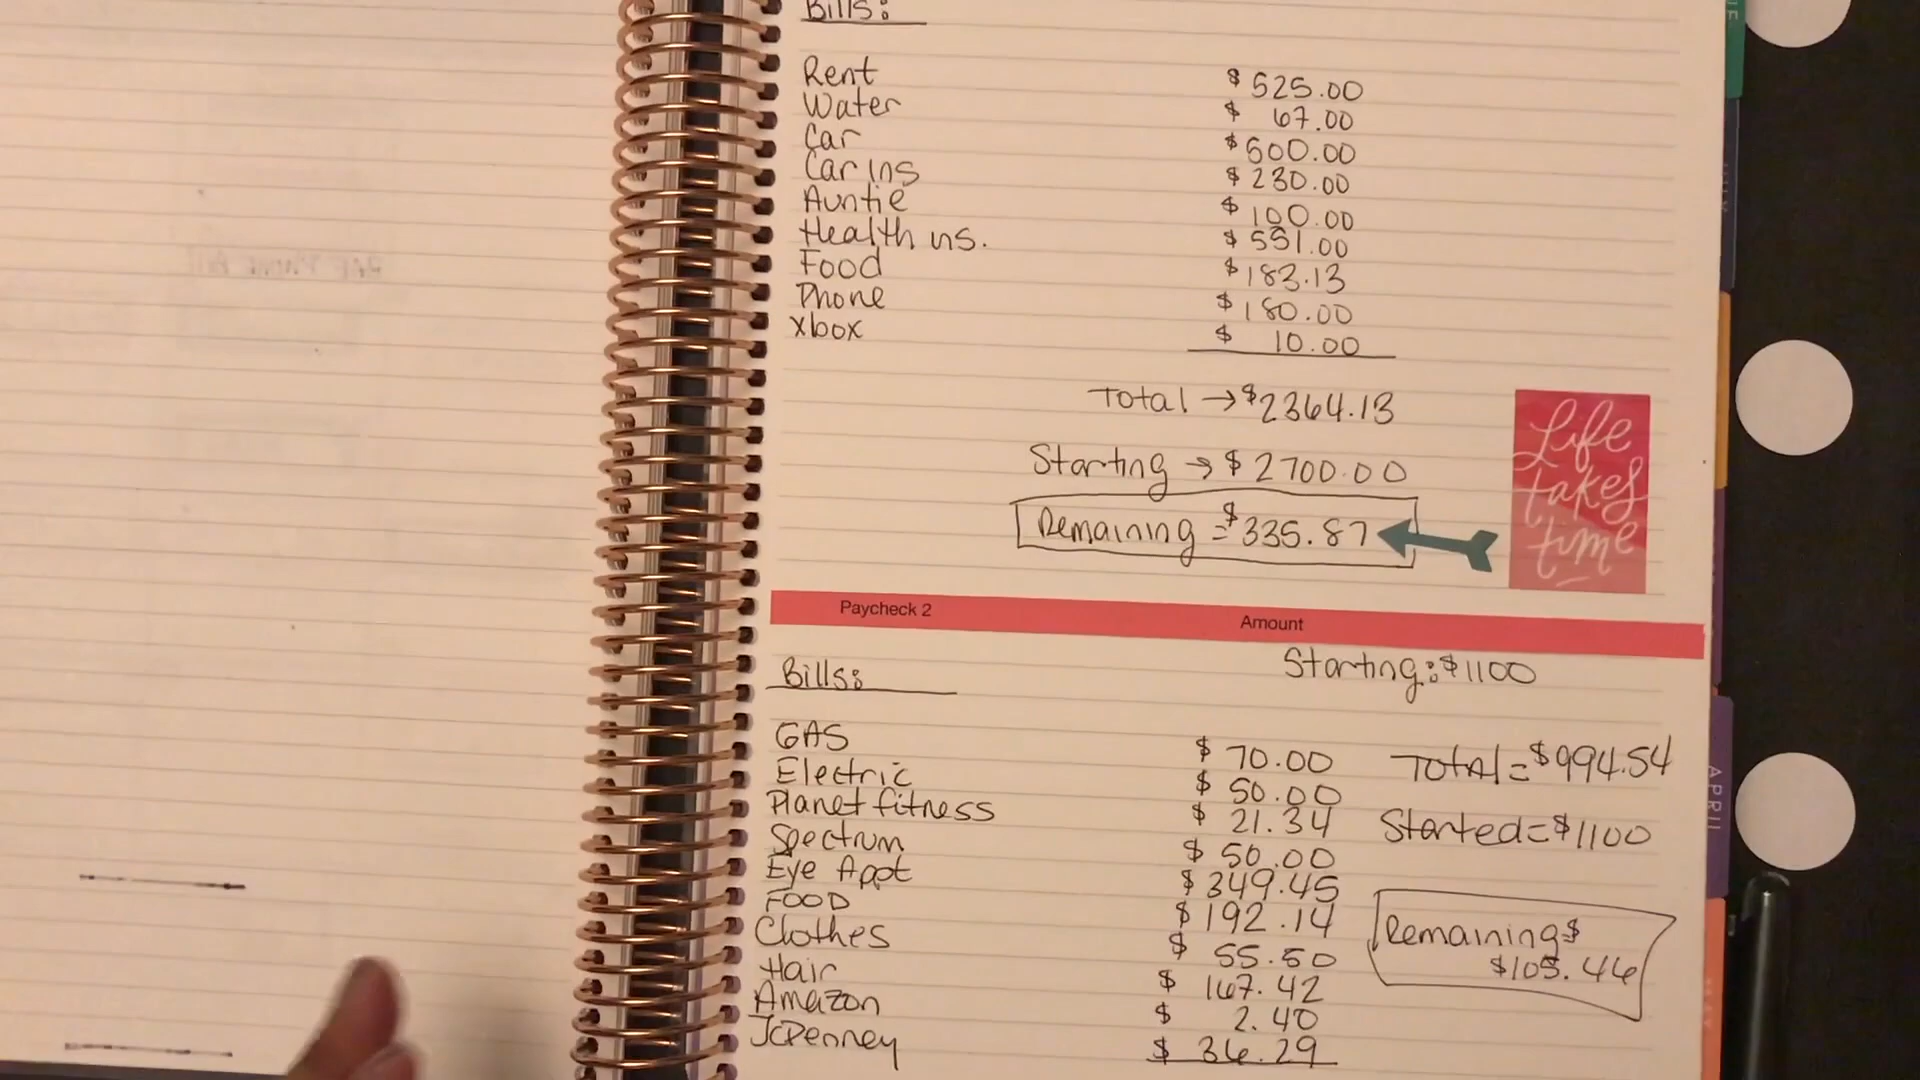 Bills:
Rent $ 525.00
Water $ 67.00
Car $ 500.00
Car Ins $ 230.00
Auntie $ 100.00
Health ins. $ 551.00
Food $ 183.13
Phone $ 180.00
xbox $ 10.00
Total → $2364.13
Starting → $ 2700.00
Remaining = $335.87
Life
takes
time
Paycheck 2 Amount
Starting: $1100
Bills:
GAS $ 70.00
Total = $994.54
Electric $ 50.00
Planet fitness $ 21.34
Started = $1100
Spectrum $ 50.00
Eye Appt $ 349.45
FOOD $ 192.14
Clothes $ 55.50
Remaining $
$105.46
Hair $ 167.42
Amazon $ 2.40
JCPenney $ 36.29
APRIL